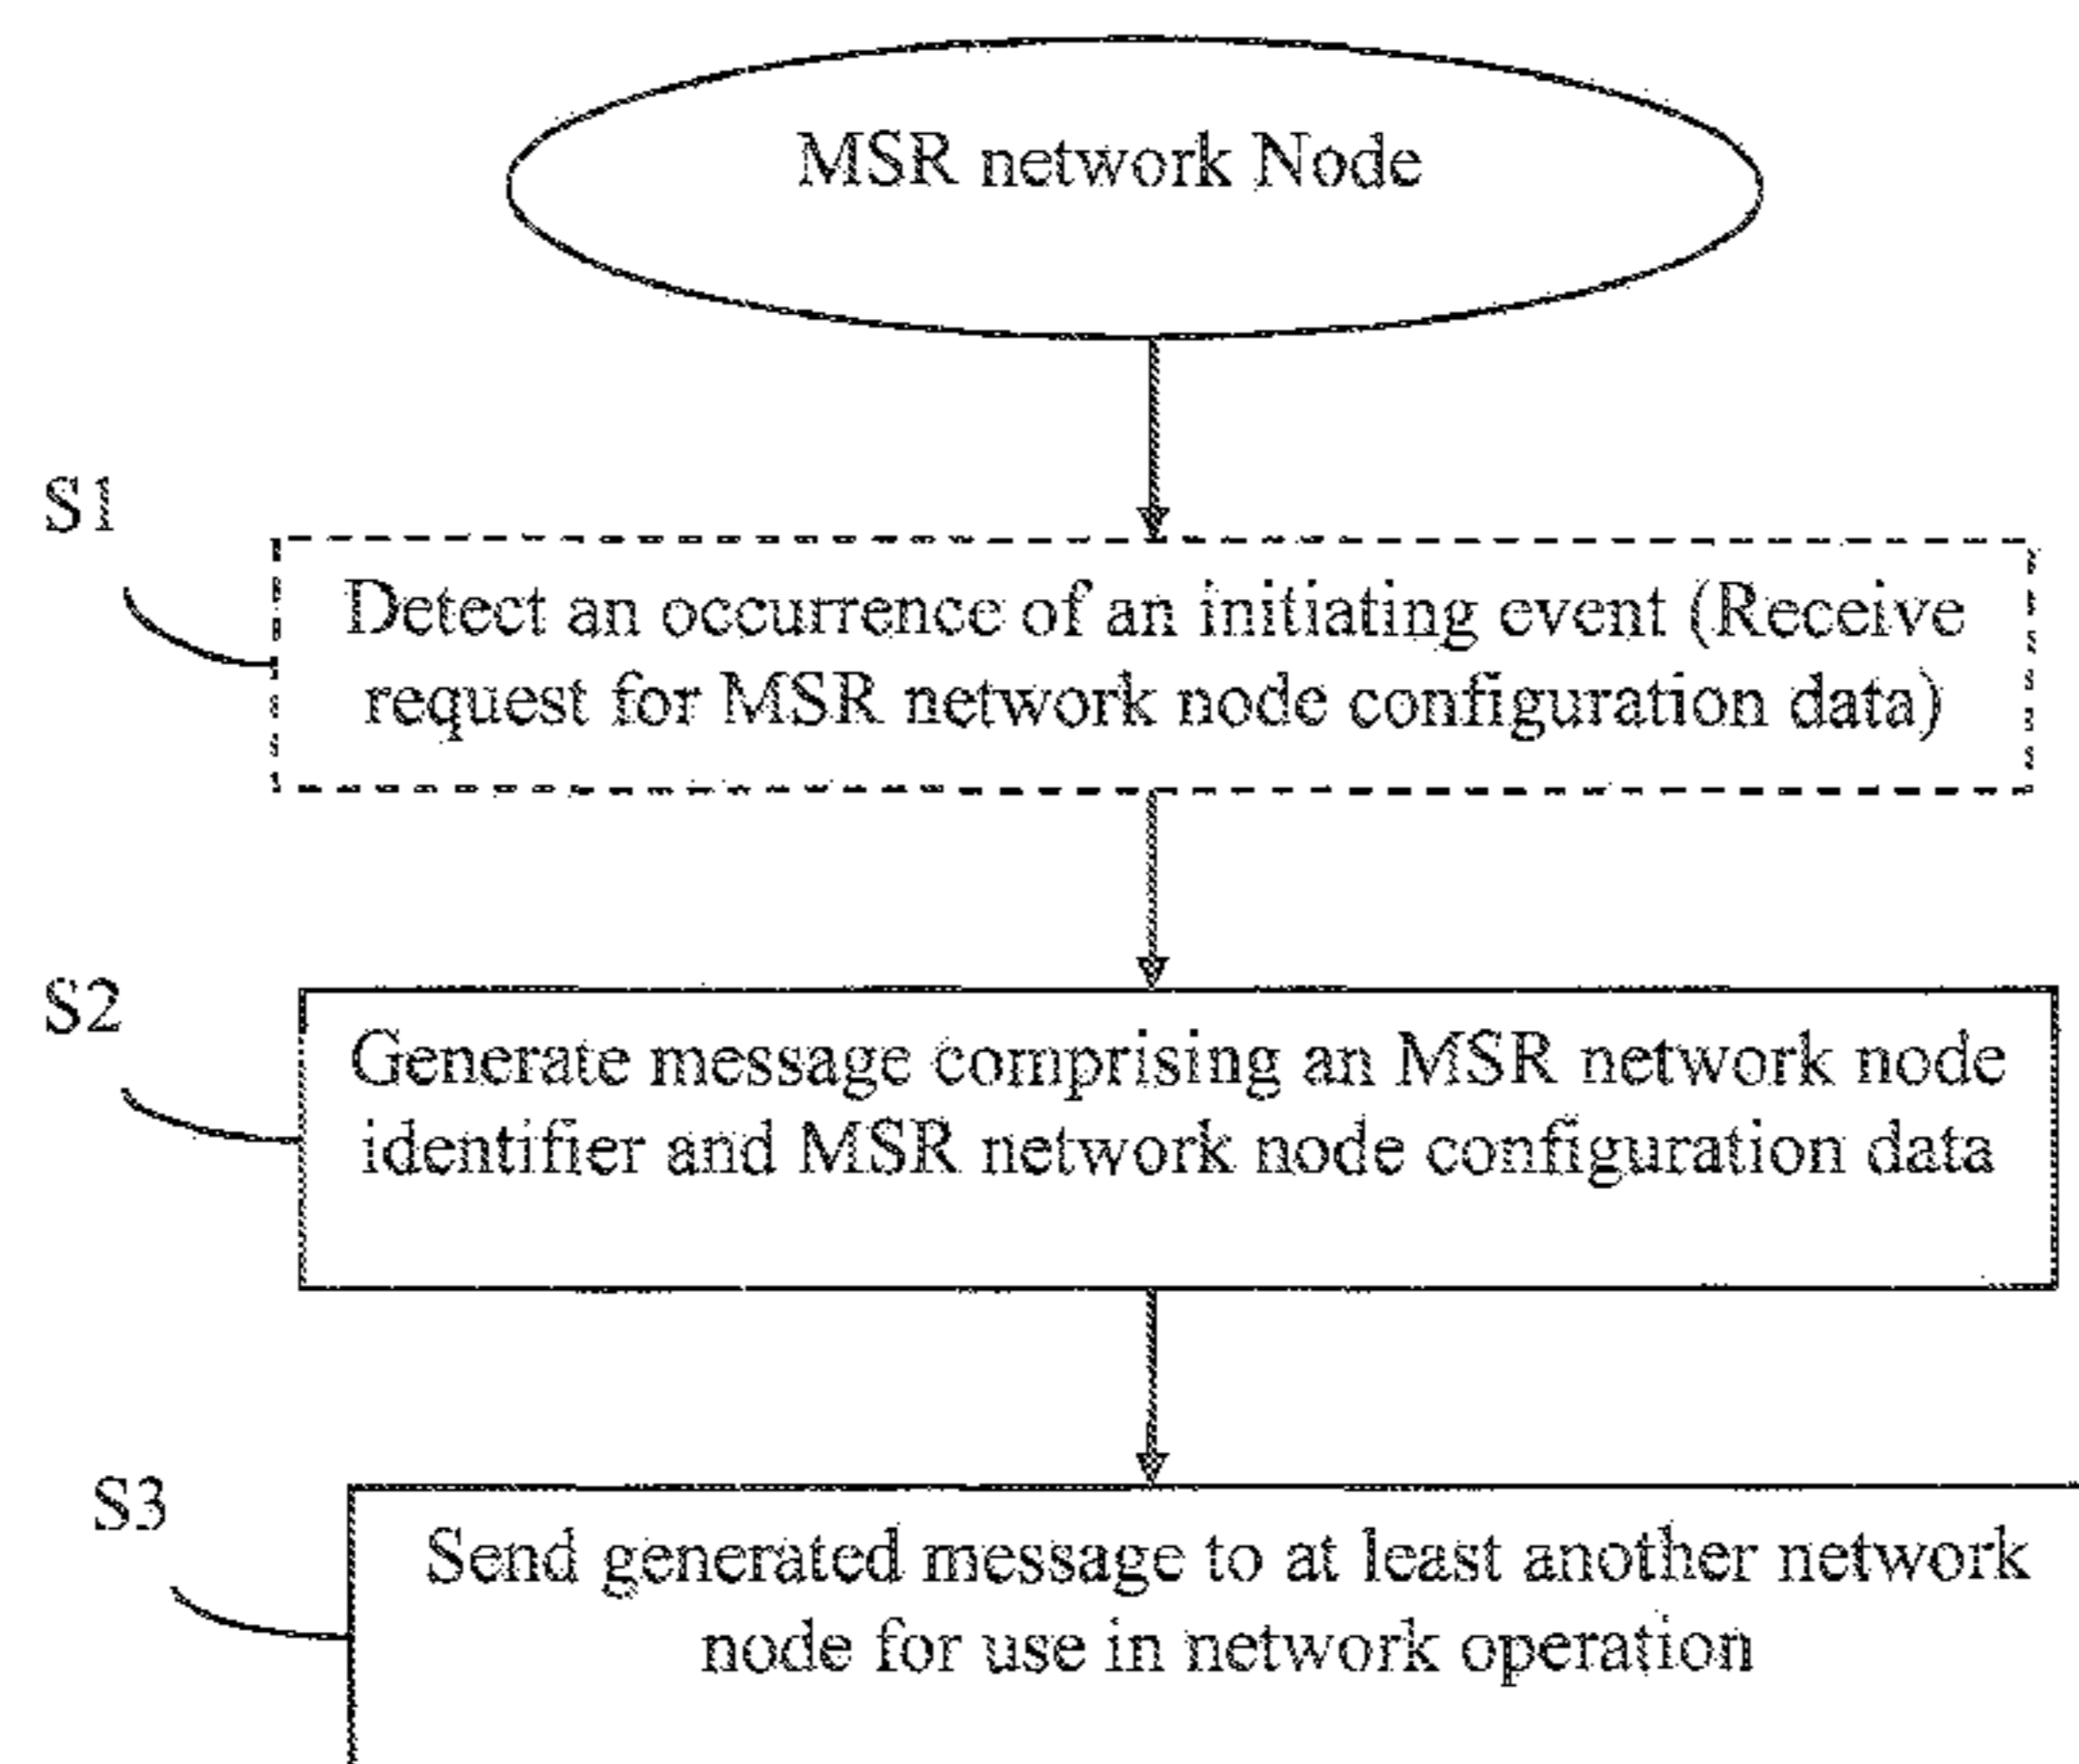 MSR network Node
S1
Detect an occurrence of an initiating event (Receive
request for MSR network node configuration data)
S2
Generate message comprising an MSR network node
identifier and MSR network node configuration data
S3
Send generated message to at least another network
node for use in network operation